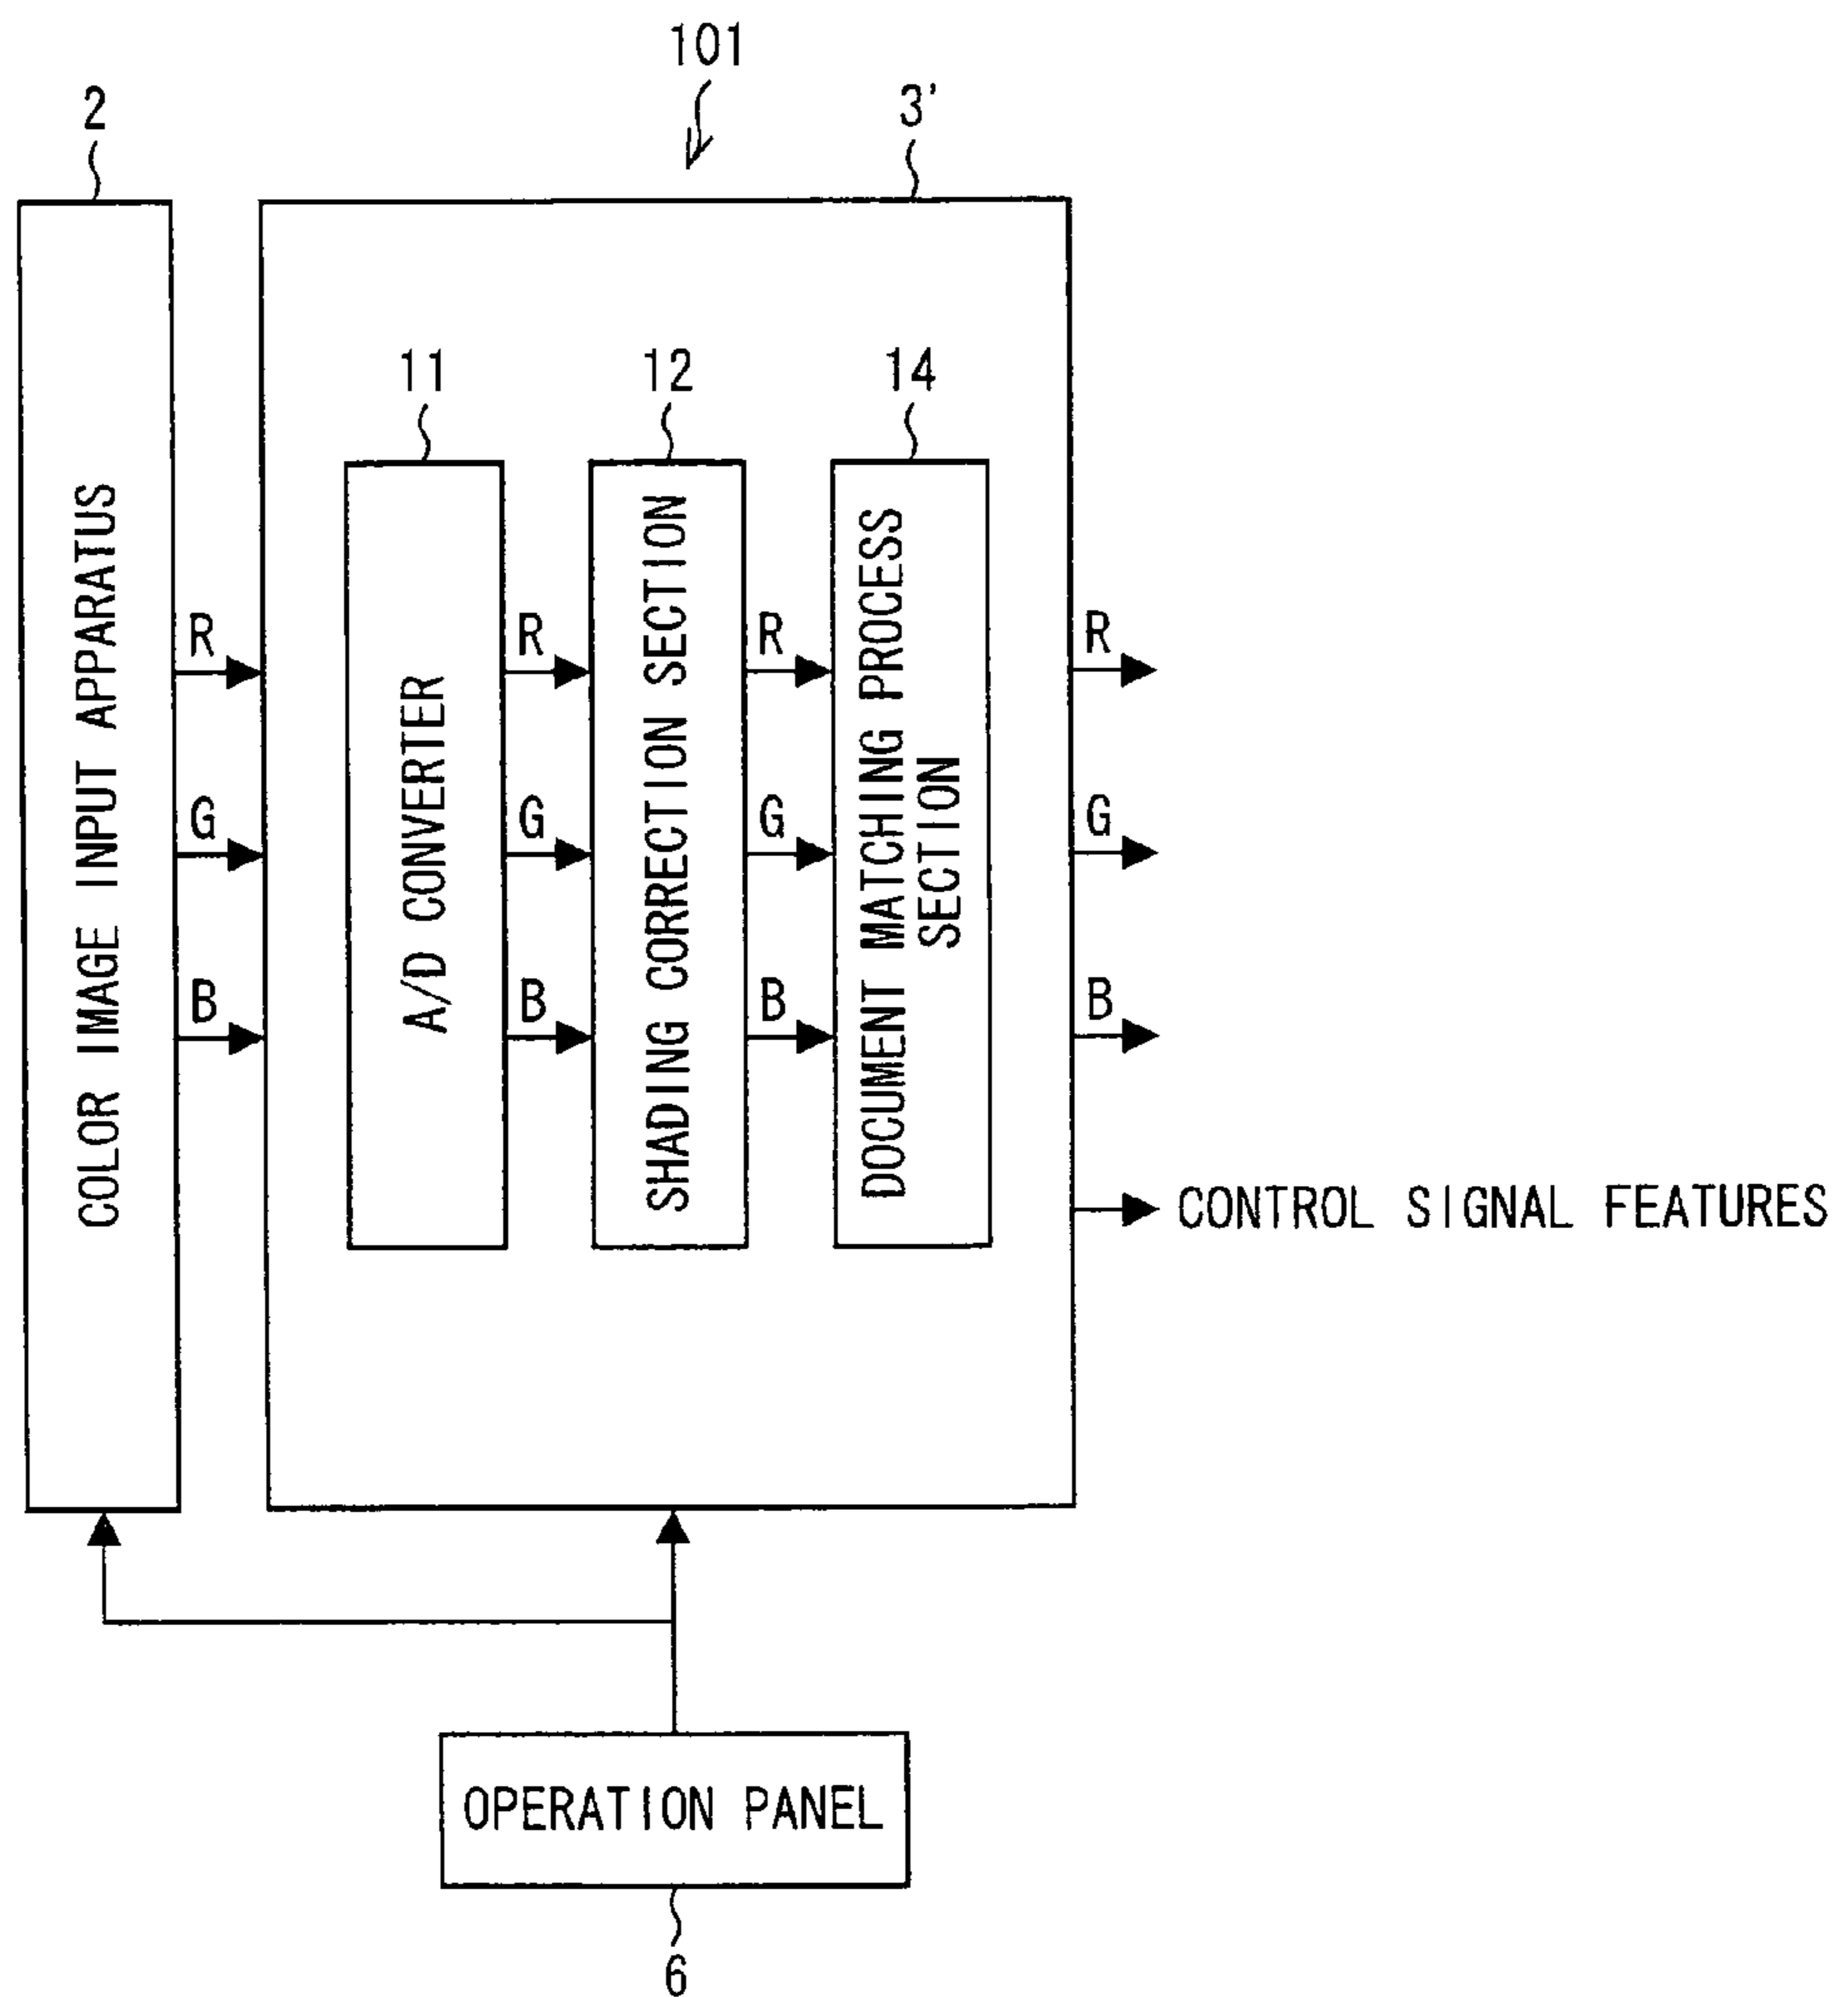 101
2
3'
11
12
14
COLOR IMAGE INPUT APPARATUS
R
G
B
A/D CONVERTER
R
G
B
SHADING CORRECTION SECTION
R
G
B
DOCUMENT MATCHING PROCESS
SECTION
R
G
B
CONTROL SIGNAL FEATURES
OPERATION PANEL
6